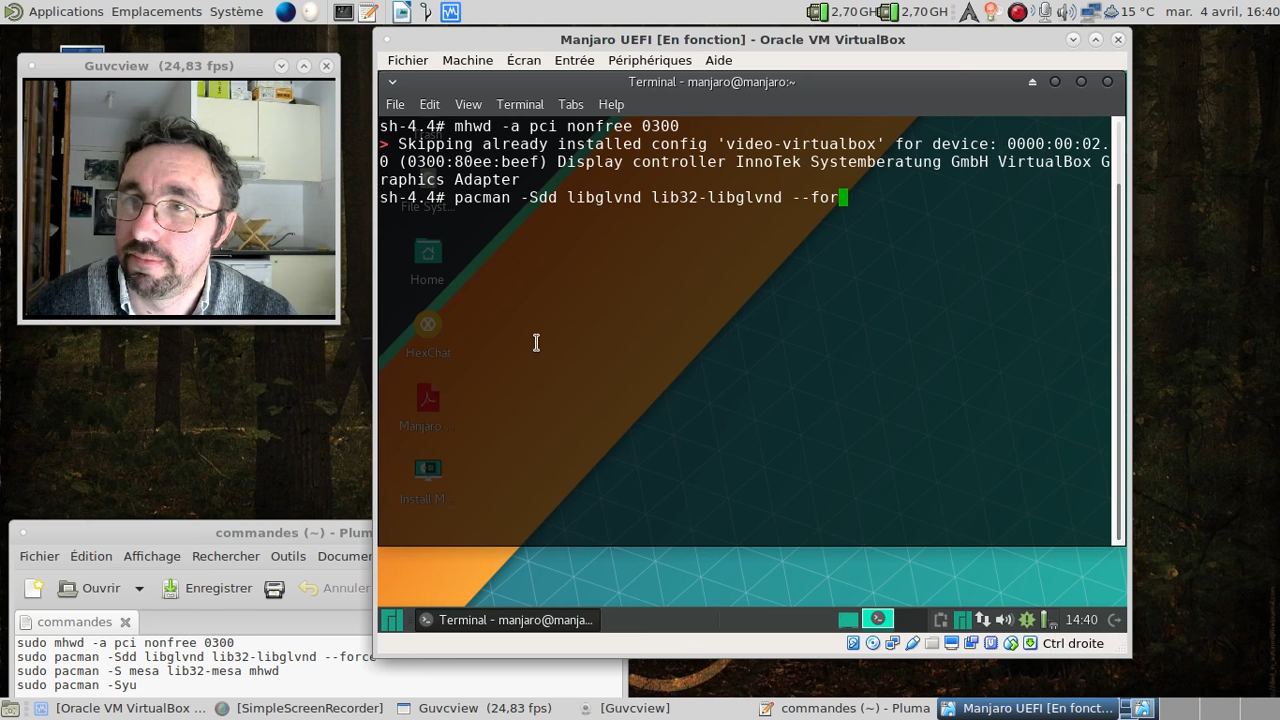 Applications Emplacements Système 2,70 GH 2,70 GH 15 °C mar. 4 avril, 16:40
Guvcview (24,83 fps)
Manjaro UEFI [En fonction] - Oracle VM VirtualBox
Fichier Machine Écran Entrée Périphériques Aide
Terminal - manjaro@manjaro:~
File Edit View Terminal Tabs Help
sh-4.4# mhwd -a pci nonfree 0300
> Skipping already installed config 'video-virtualbox' for device: 0000:00:02.
0 (0300:80ee:beef) Display controller InnoTek Systemberatung GmbH VirtualBox G
raphics Adapter
sh-4.4# pacman -Sdd libglvnd lib32-libglvnd --for
File Syst...
Home
HexChat
Manjaro ...
Install M...
Terminal - manjaro@manja... 14:40
Ctrl droite
commandes (~) - Plum
Fichier Édition Affichage Rechercher Outils Documen
Ouvrir Enregistrer Annuler
commandes
sudo mhwd -a pci nonfree 0300
sudo pacman -Sdd libglvnd lib32-libglvnd --force
sudo pacman -S mesa lib32-mesa mhwd
sudo pacman -Syu
[Oracle VM VirtualBox ... [SimpleScreenRecorder] Guvcview (24,83 fps) [Guvcview] commandes (~) - Pluma Manjaro UEFI [En fonct...